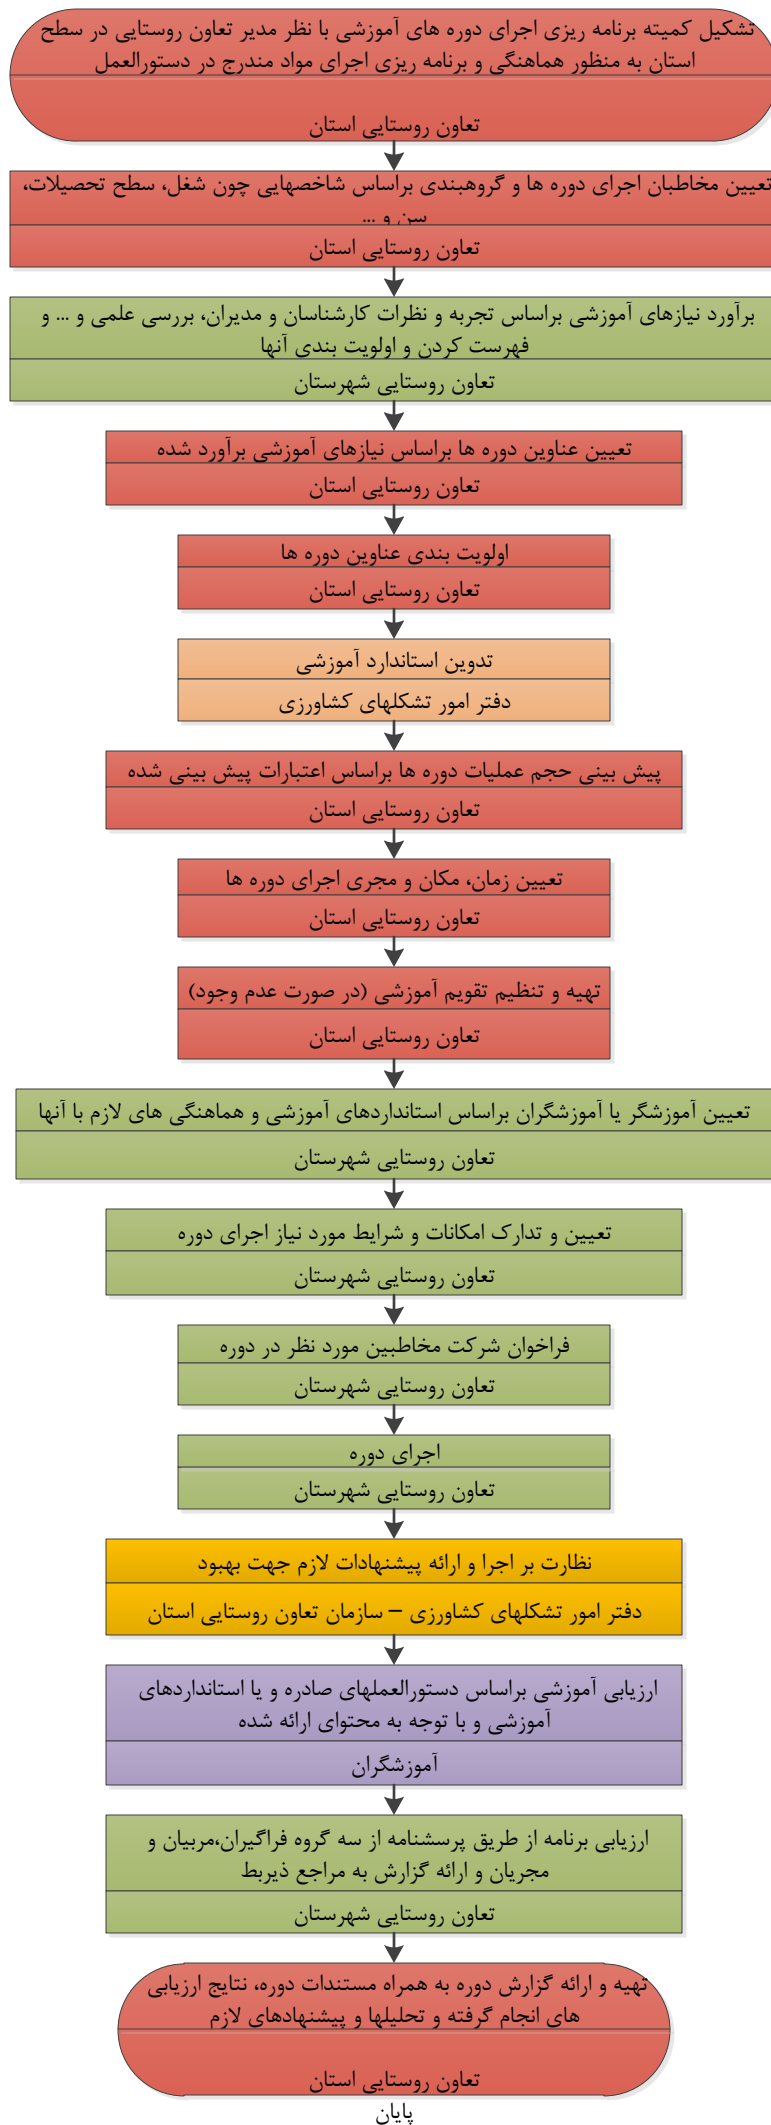 تشکیل کمیته برنامه ریزی اجرای دوره های آموزشی با نظر مدیر تعاون روستایی در سطح
استان به منظور هماهنگی و برنامه ریزی اجرای مواد مندرج در دستورالعمل
تعاون روستایی استان
تعیین مخاطبان اجرای دوره ها و گروهبندی براساس شاخصهایی چون شغل، سطح تحصیلات،
سن و ...
تعاون روستایی استان
برآورد نیازهای آموزشی براساس تجربه و نظرات کارشناسان و مدیران، بررسی علمی و ... و
فهرست کردن و اولویت بندی آنها
تعاون روستایی شهرستان
تعیین عناوین دوره ها براساس نیازهای آموزشی برآورد شده
تعاون روستایی استان
اولویت بندی عناوین دوره ها
تعاون روستایی استان
تدوین استاندارد آموزشی
دفتر امور تشکلهای کشاورزی
پیش بینی حجم عملیات دوره ها براساس اعتبارات پیش بینی شده
تعاون روستایی استان
تعیین زمان، مکان و مجری اجرای دوره ها
تعاون روستایی استان
تهیه و تنظیم تقویم آموزشی (در صورت عدم وجود)
تعاون روستایی استان
تعیین آموزشگر یا آموزشگران براساس استانداردهای آموزشی و هماهنگی های لازم با آنها
تعاون روستایی شهرستان
تعیین و تدارک امکانات و شرایط مورد نیاز اجرای دوره
تعاون روستایی شهرستان
فراخوان شرکت مخاطبین مورد نظر در دوره
تعاون روستایی شهرستان
اجرای دوره
تعاون روستایی شهرستان
نظارت بر اجرا و ارائه پیشنهادات لازم جهت بهبود
دفتر امور تشکلهای کشاورزی – سازمان تعاون روستایی استان
ارزیابی آموزشی براساس دستورالعملهای صادره و یا استانداردهای
آموزشی و با توجه به محتوای ارائه شده
آموزشگران
ارزیابی برنامه از طریق پرسشنامه از سه گروه فراگیران،مربیان و
مجریان و ارائه گزارش به مراجع ذیربط
تعاون روستایی شهرستان
تهیه و ارائه گزارش دوره به همراه مستندات دوره، نتایج ارزیابی
های انجام گرفته و تحلیلها و پیشنهادهای لازم
تعاون روستایی استان
پایان